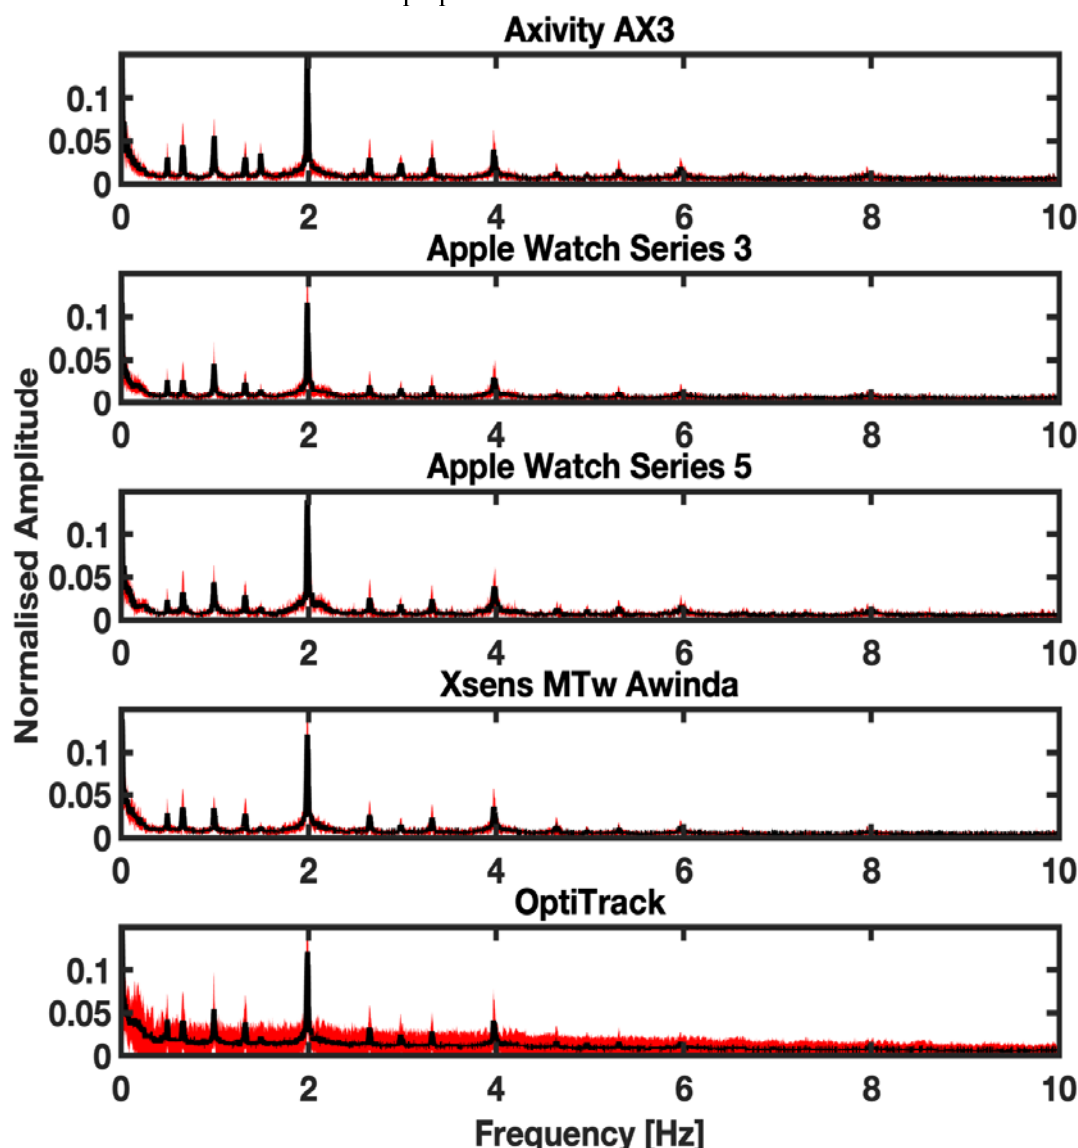 Axivity AX3
0.1
0.05
0
0 2 4 6 8 10
Apple Watch Series 3
0.1
0.05
0
0 2 4 6 8 10
Apple Watch Series 5
0.1
0.05
0
0 2 4 6 8 10
Xsens MTw Awinda
0.1
0.05
0
0 2 4 6 8 10
OptiTrack
0.1
0.05
0
0 2 4 6 8 10
Normalised Amplitude
Frequency [Hz]